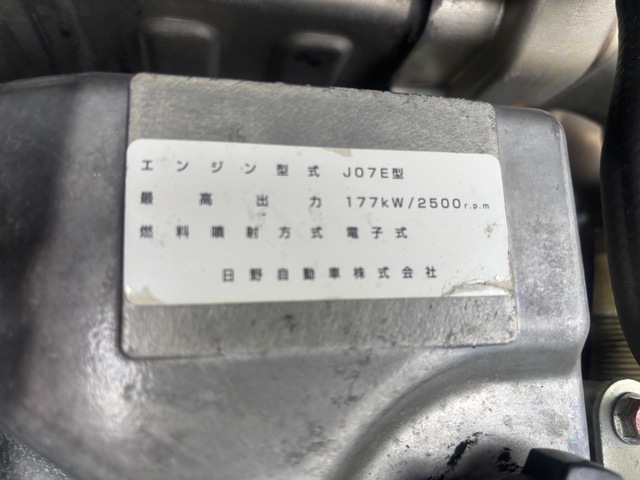 エンジン型式 J07E型
最高出力 177kW/2500r.p.m
燃料噴射方式 電子式
日野自動車株式会社